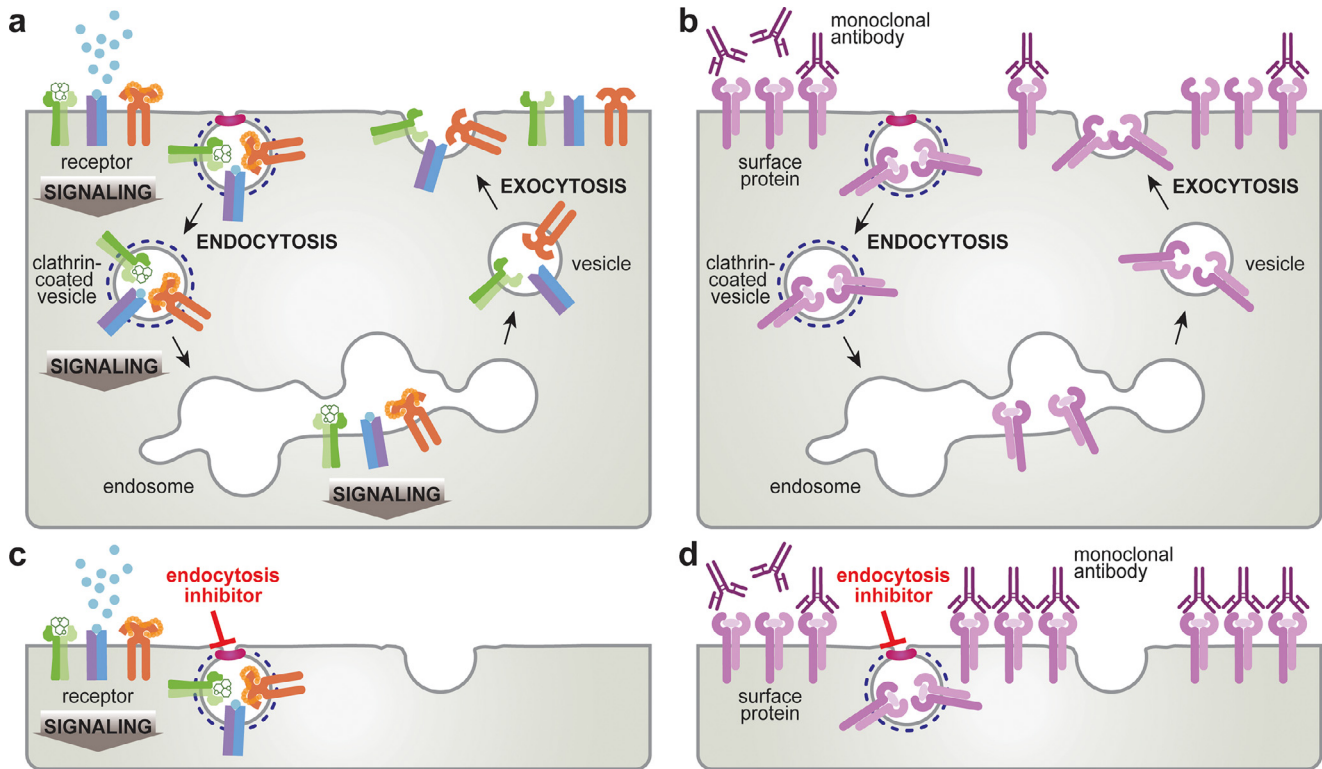 a
receptor
SIGNALING
EXOCYTOSIS
ENDOCYTOSIS
clathrin-
coated
vesicle
vesicle
SIGNALING
endosome
SIGNALING
b
monoclonal
antibody
surface
protein
EXOCYTOSIS
ENDOCYTOSIS
clathrin-
coated
vesicle
vesicle
endosome
c
endocytosis
inhibitor
receptor
SIGNALING
d
endocytosis
inhibitor
monoclonal
antibody
surface
protein